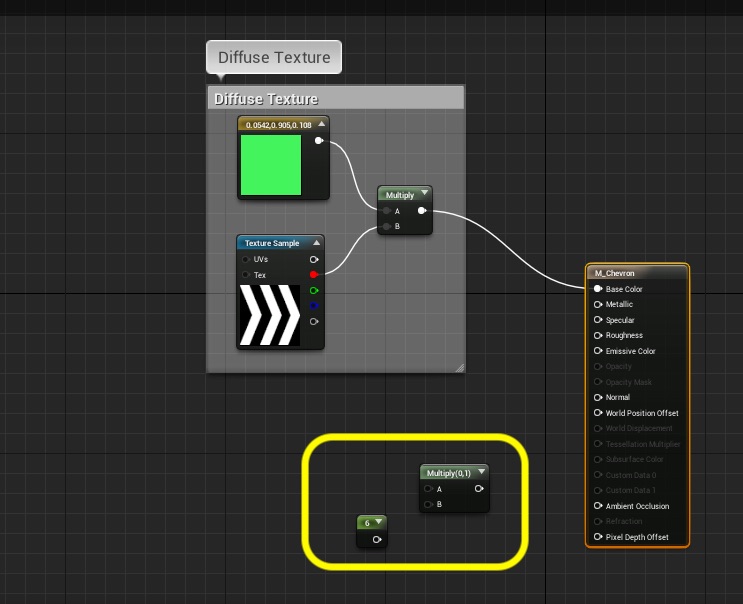 Diffuse Texture
Diffuse Texture
0.0542,0.905,0.108
Multiply
A
B
Texture Sample
UVs
Tex
M_Chevron
Base Color
Metallic
Specular
Roughness
Emissive Color
Opacity
Opacity Mask
Normal
World Position Offset
World Displacement
Tessellation Multiplier
Subsurface Color
Custom Data 0
Custom Data 1
Ambient Occlusion
Refraction
Pixel Depth Offset
Multiply(0,1)
A
B
6